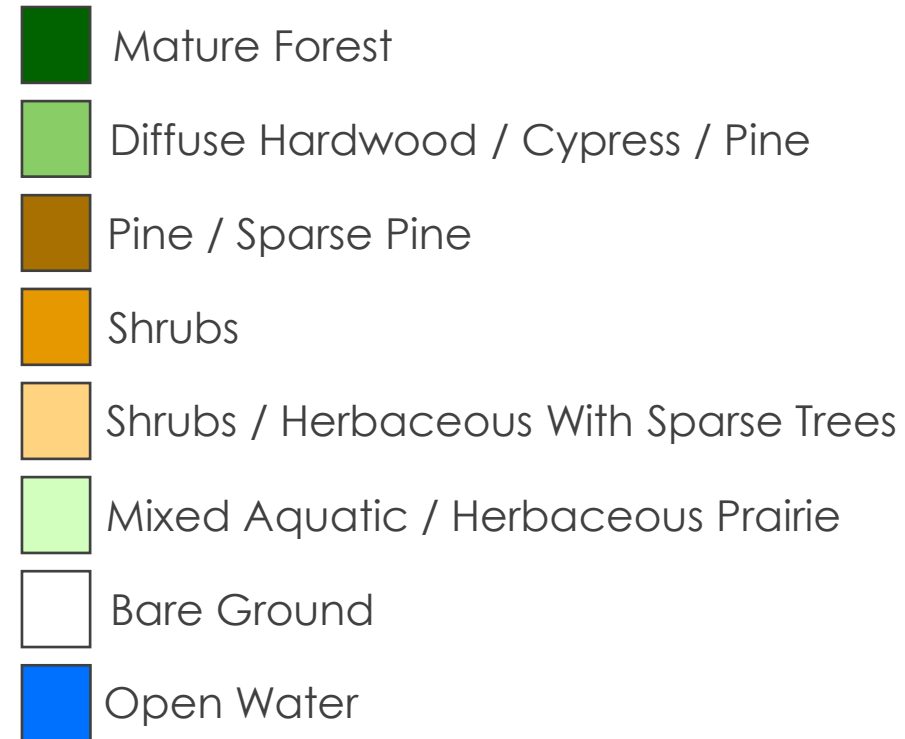 Mature Forest
Diffuse Hardwood / Cypress / Pine
Pine / Sparse Pine
Shrubs
Shrubs / Herbaceous With Sparse Trees
Mixed Aquatic / Herbaceous Prairie
Bare Ground
Open Water